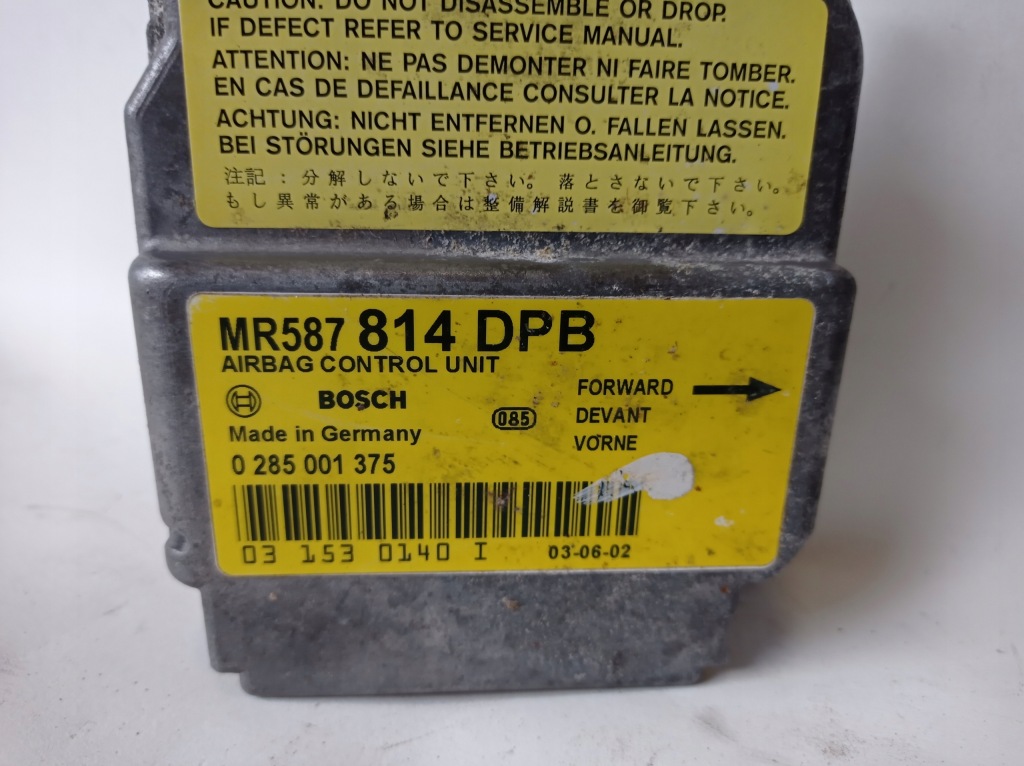 CAUTION: DO NOT DISASSEMBLE OR DROP.
IF DEFECT REFER TO SERVICE MANUAL.
ATTENTION: NE PAS DEMONTER NI FAIRE TOMBER.
EN CAS DE DEFAILLANCE CONSULTER LA NOTICE.
ACHTUNG: NICHT ENTFERNEN O. FALLEN LASSEN.
BEI STÖRUNGEN SIEHE BETRIEBSANLEITUNG.
注記：分解しないで下さい。落とさないで下さい。
もし異常がある場合は整備解説書を御覧下さい。
MR587 814 DPB
AIRBAG CONTROL UNIT
BOSCH
085
FORWARD
DEVANT
VORNE
Made in Germany
0 285 001 375
03 153 0140 I
03-06-02